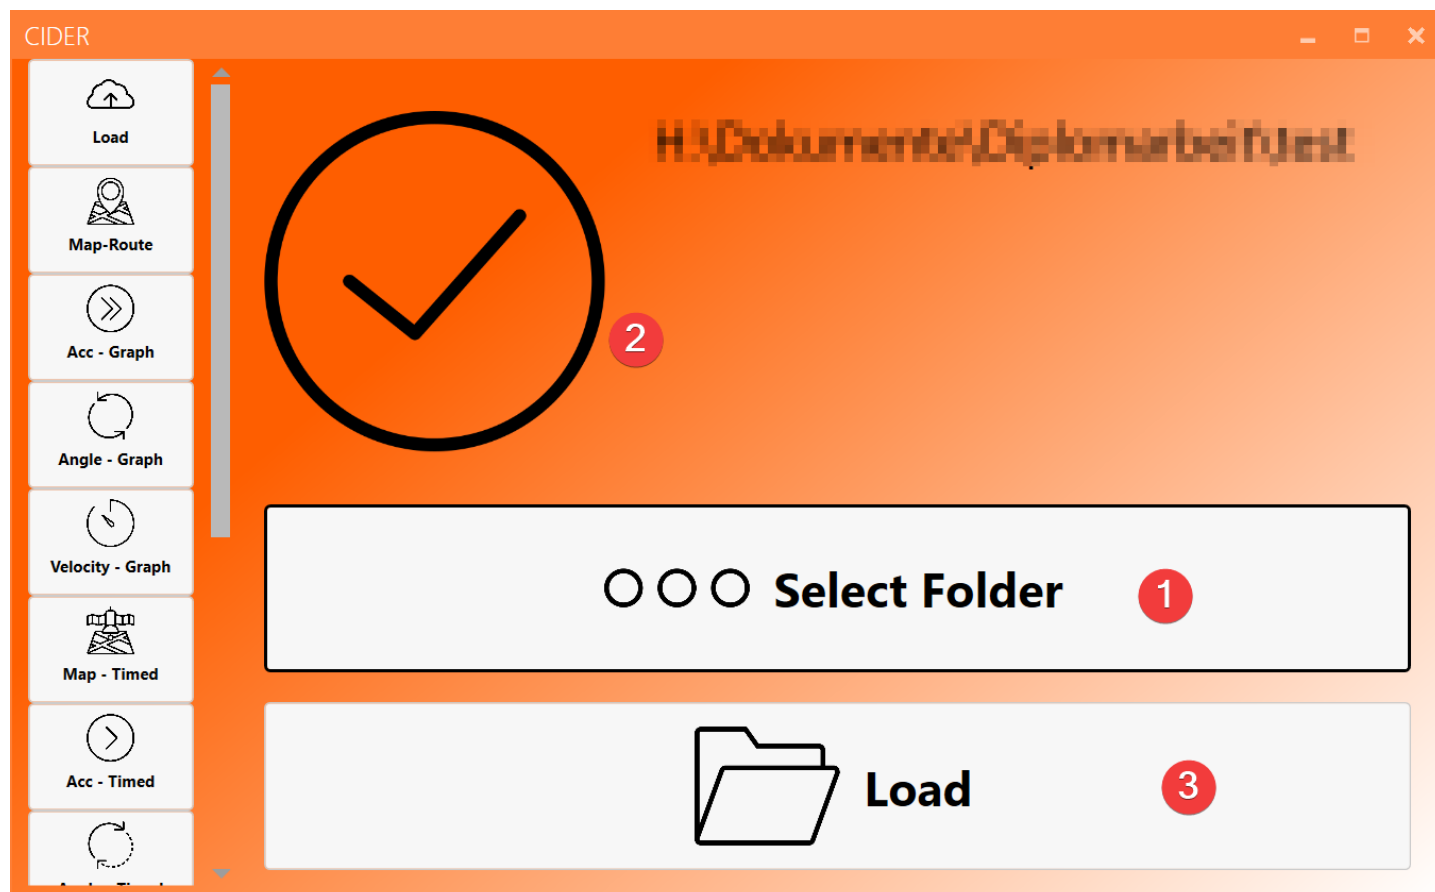 CIDER
Load
Map-Route
Acc - Graph
Angle - Graph
Velocity - Graph
Map - Timed
Acc - Timed
2
Select Folder
1
Load
3